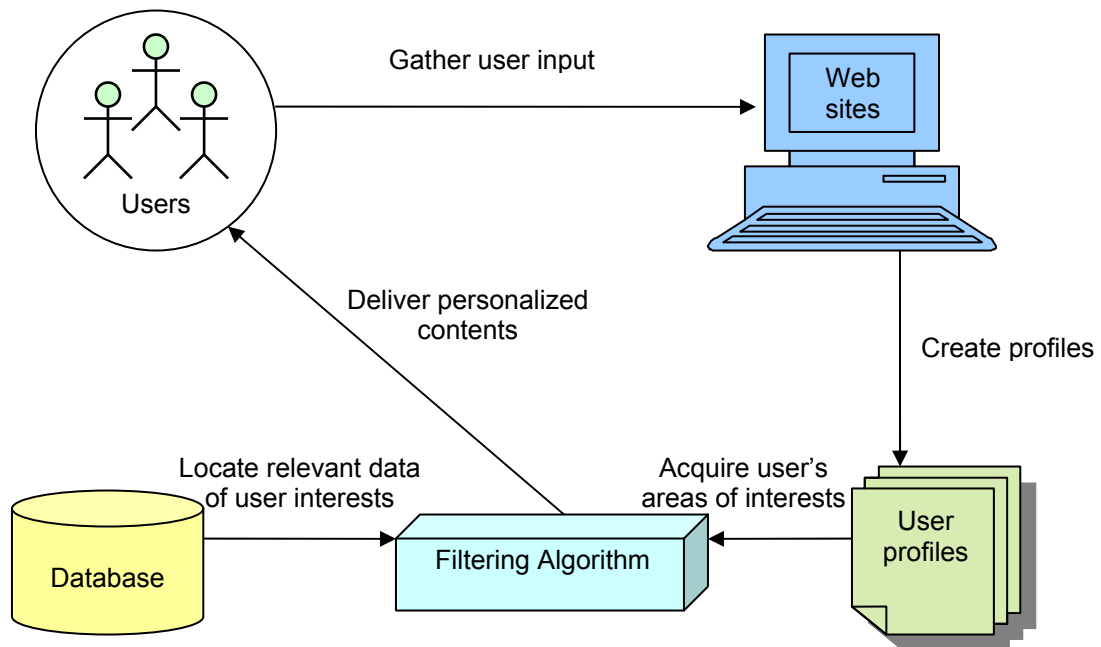 Gather user input
Web
sites
Users
Deliver personalized
contents
Create profiles
Locate relevant data
of user interests
Acquire user’s
areas of interests
User
profiles
Filtering Algorithm
Database